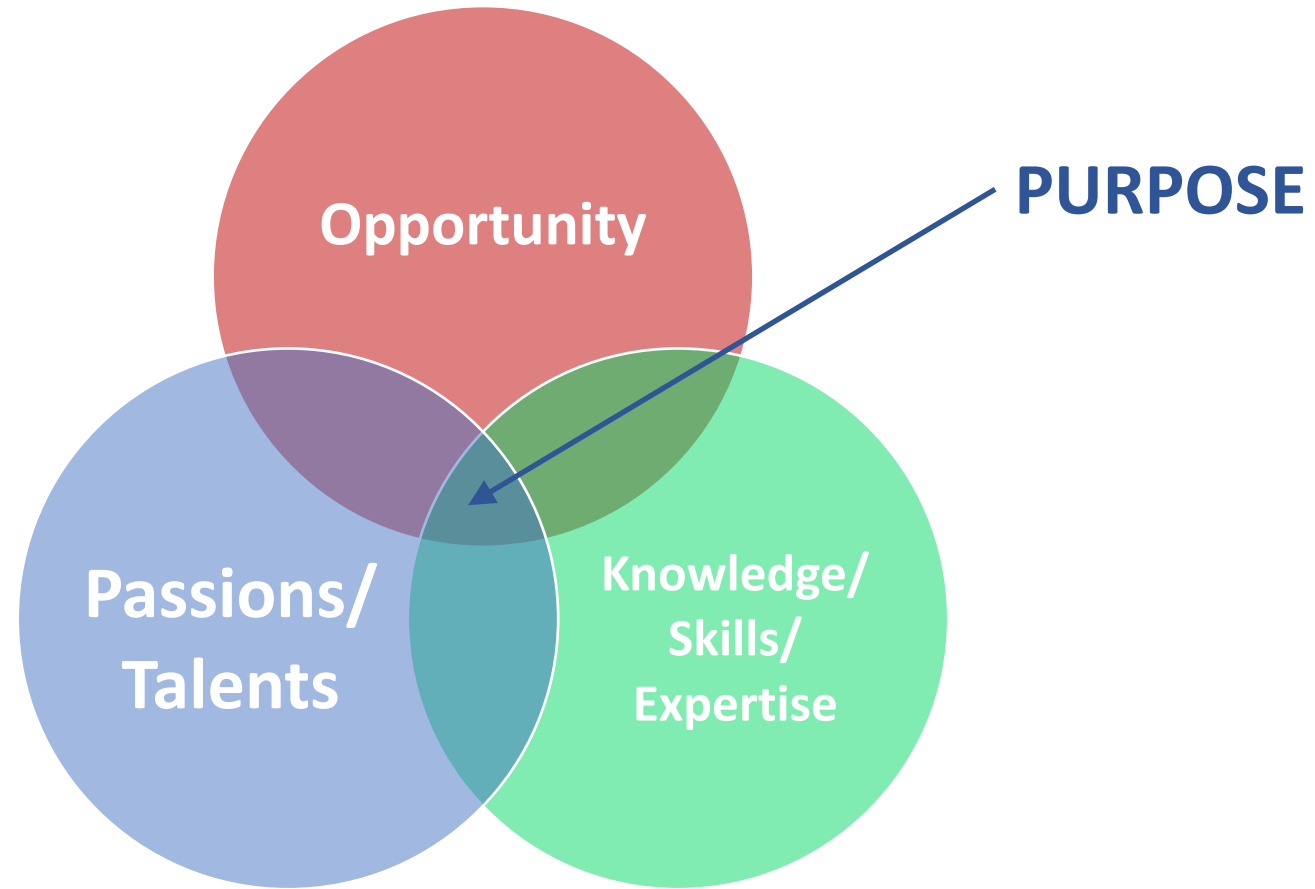 Opportunity
PURPOSE
Passions/
Talents
Knowledge/
Skills/
Expertise